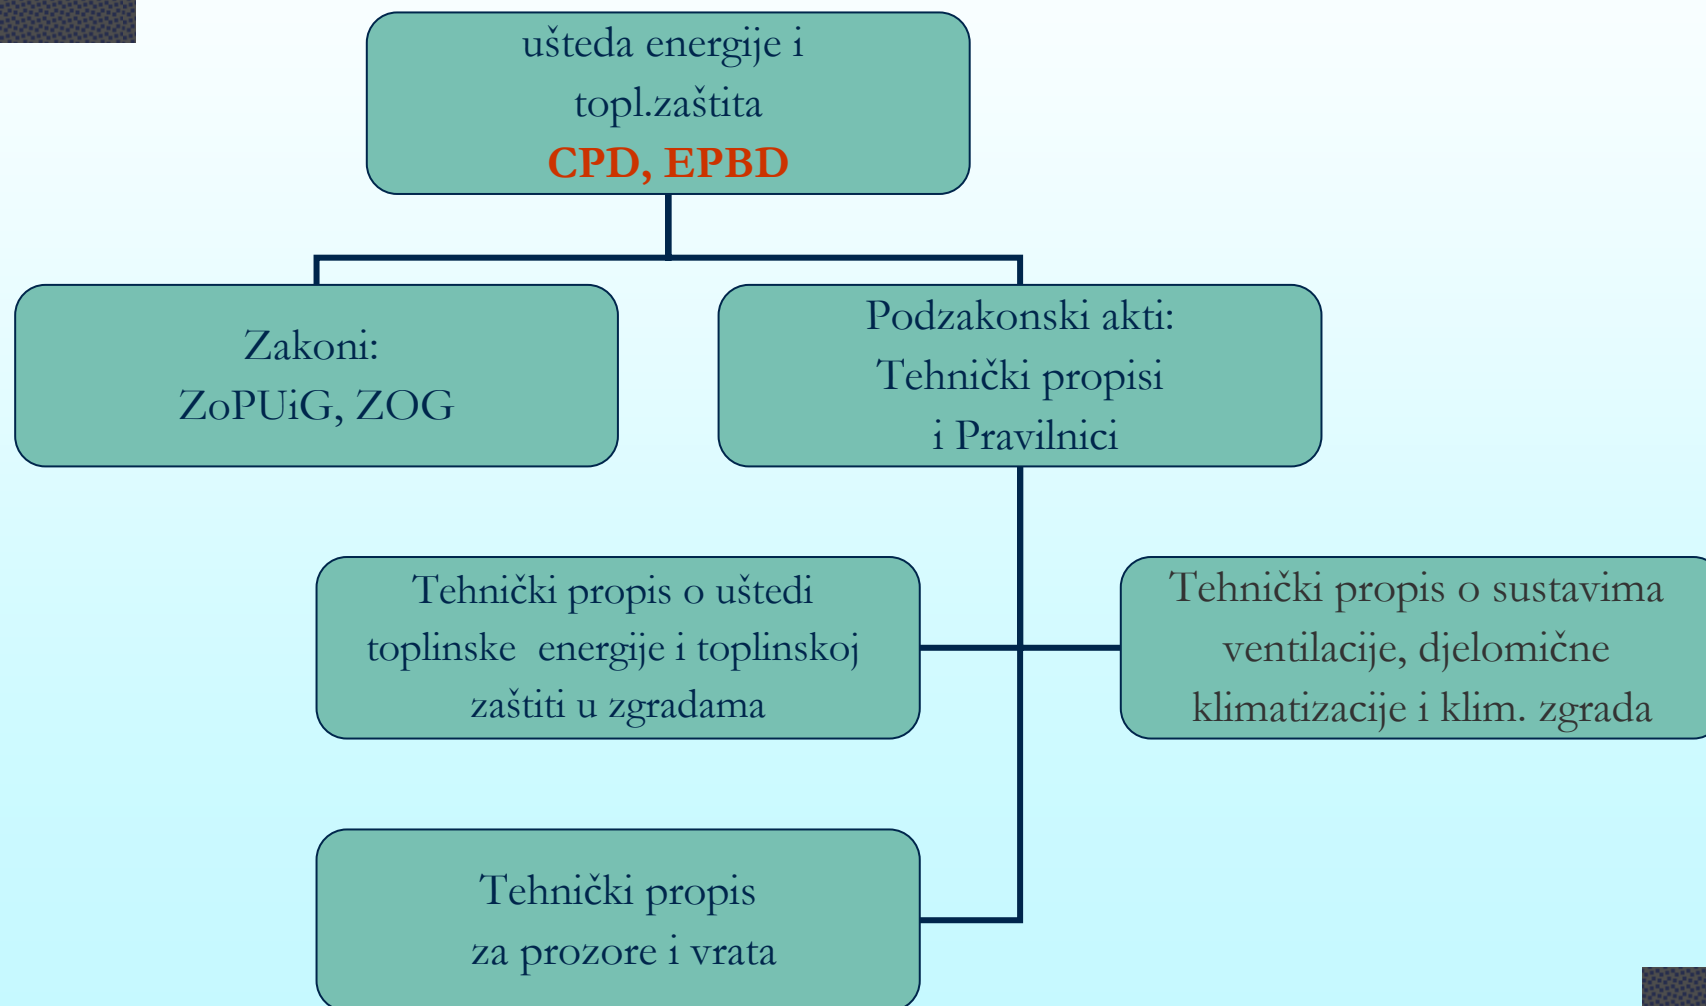 ušteda energije i
topl.zaštita
CPD, EPBD
Zakoni:
ZoPUiG, ZOG
Podzakonski akti:
Tehnički propisi
i Pravilnici
Tehnički propis o uštedi
toplinske energije i toplinskoj
zaštiti u zgradama
Tehnički propis o sustavima
ventilacije, djelomične
klimatizacije i klim. zgrada
Tehnički propis
za prozore i vrata